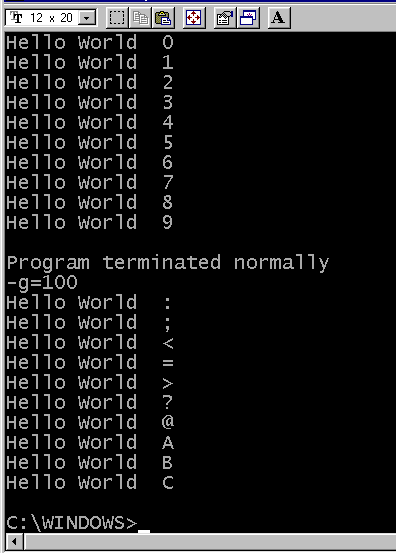 12 x 20 A
Hello World  0
Hello World  1
Hello World  2
Hello World  3
Hello World  4
Hello World  5
Hello World  6
Hello World  7
Hello World  8
Hello World  9
Program terminated normally
-g=100
Hello World  :
Hello World  ;
Hello World  <
Hello World  =
Hello World  >
Hello World  ?
Hello World  @
Hello World  A
Hello World  B
Hello World  C
C:\WINDOWS>_